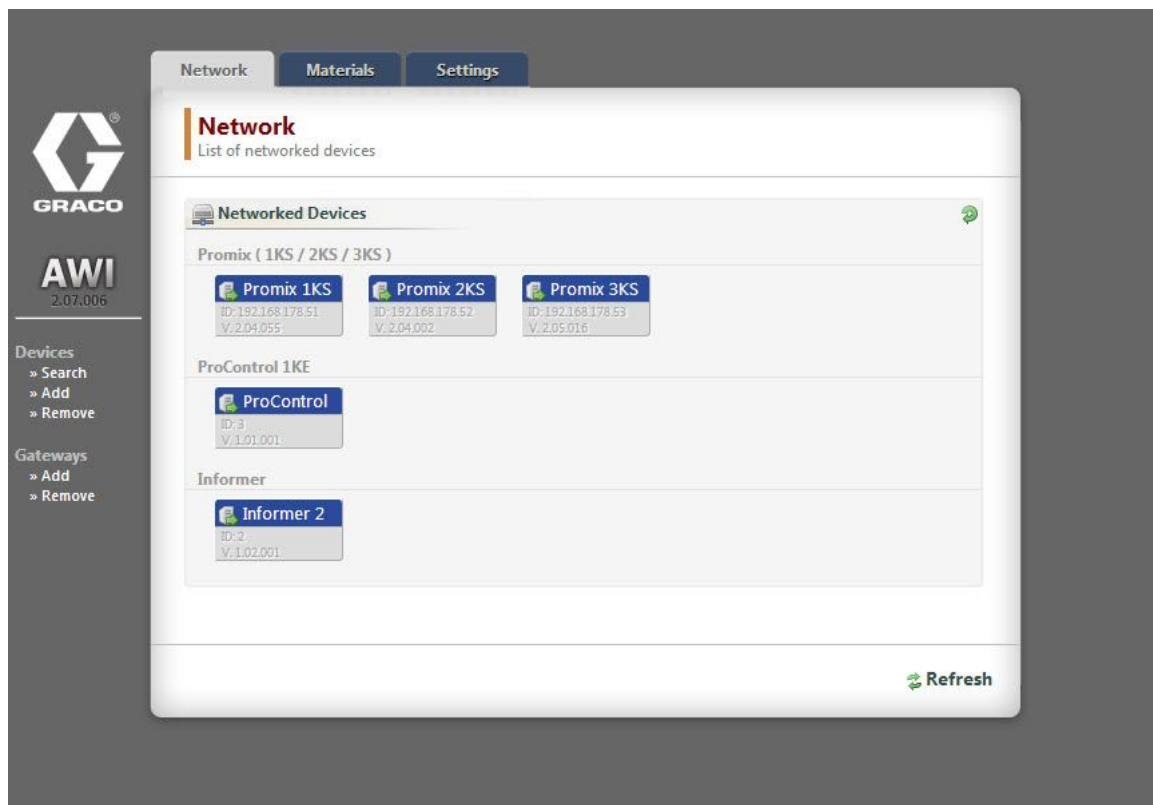 Network Materials Settings
Network
List of networked devices
®
GRACO
AWI
2.07.006
Devices
» Search
» Add
» Remove
Gateways
» Add
» Remove
Networked Devices
Promix ( 1KS / 2KS / 3KS )
Promix 1KS
ID: 192.168.178.51
V. 2.04.055
Promix 2KS
ID: 192.168.178.52
V. 2.04.002
Promix 3KS
ID: 192.168.178.53
V. 2.05.016
ProControl 1KE
ProControl
ID: 3
V. 1.01.001
Informer
Informer 2
ID: 2
V. 1.02.001
Refresh